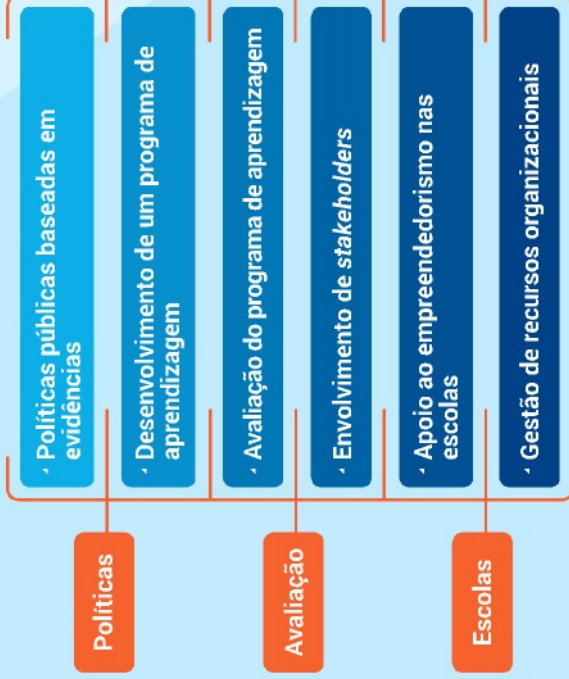 Políticas
Políticas públicas baseadas em
evidências
Desenvolvimento de um programa de
aprendizagem
Avaliação
Avaliação do programa de aprendizagem
Envolvimento de stakeholders
Escolas
Apoio ao empreendedorismo nas
escolas
Gestão de recursos organizacionais